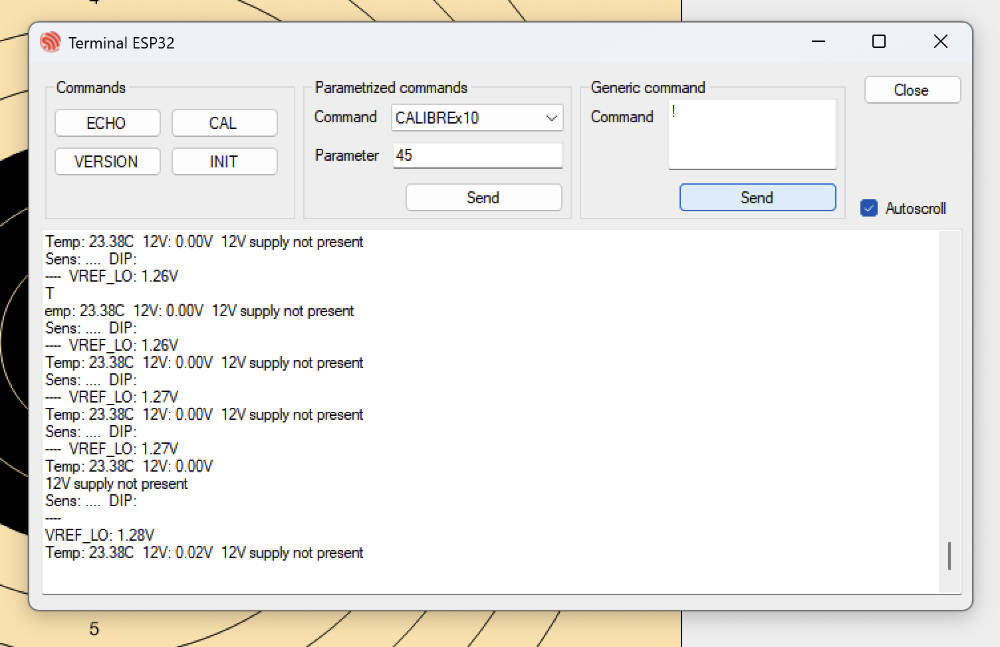 Terminal ESP32
Commands
ECHO CAL
VERSION INIT
Parametrized commands
Command CALIBREx10
Parameter 45
Send
Generic command
Command !
Send
Close
Autoscroll
Temp: 23.38C  12V: 0.00V  12V supply not present
Sens: ....  DIP:
----  VREF_LO: 1.26V
T
emp: 23.38C  12V: 0.00V  12V supply not present
Sens: ....  DIP:
----  VREF_LO: 1.26V
Temp: 23.38C  12V: 0.00V  12V supply not present
Sens: ....  DIP:
----  VREF_LO: 1.27V
Temp: 23.38C  12V: 0.00V  12V supply not present
Sens: ....  DIP:
----  VREF_LO: 1.27V
Temp: 23.38C  12V: 0.00V
12V supply not present
Sens: ....  DIP:
----
VREF_LO: 1.28V
Temp: 23.38C  12V: 0.02V  12V supply not present
5